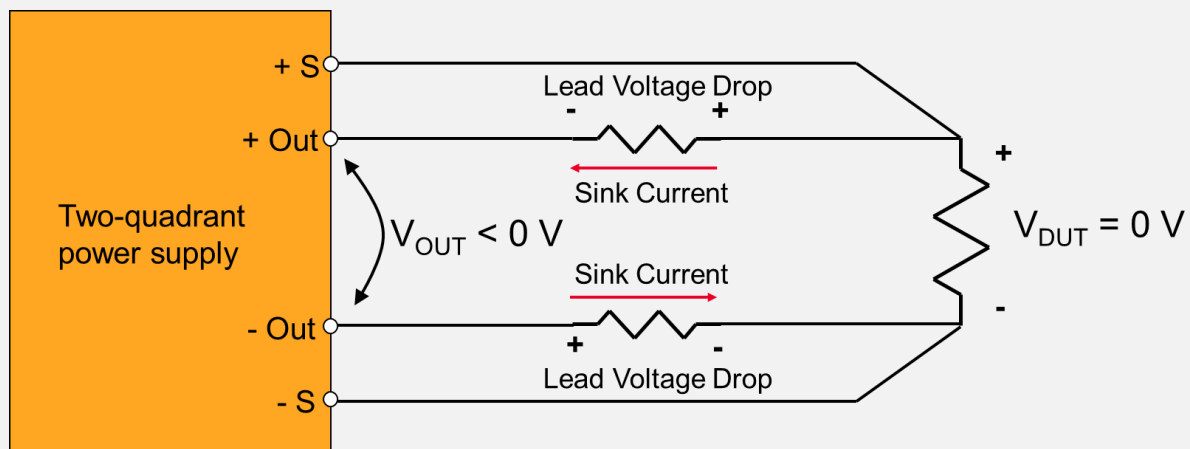 + S
Lead Voltage Drop
- +
+ Out
+
Sink Current
Two-quadrant
power supply
V_OUT < 0 V
V_DUT = 0 V
Sink Current
-
- Out
+ -
Lead Voltage Drop
- S